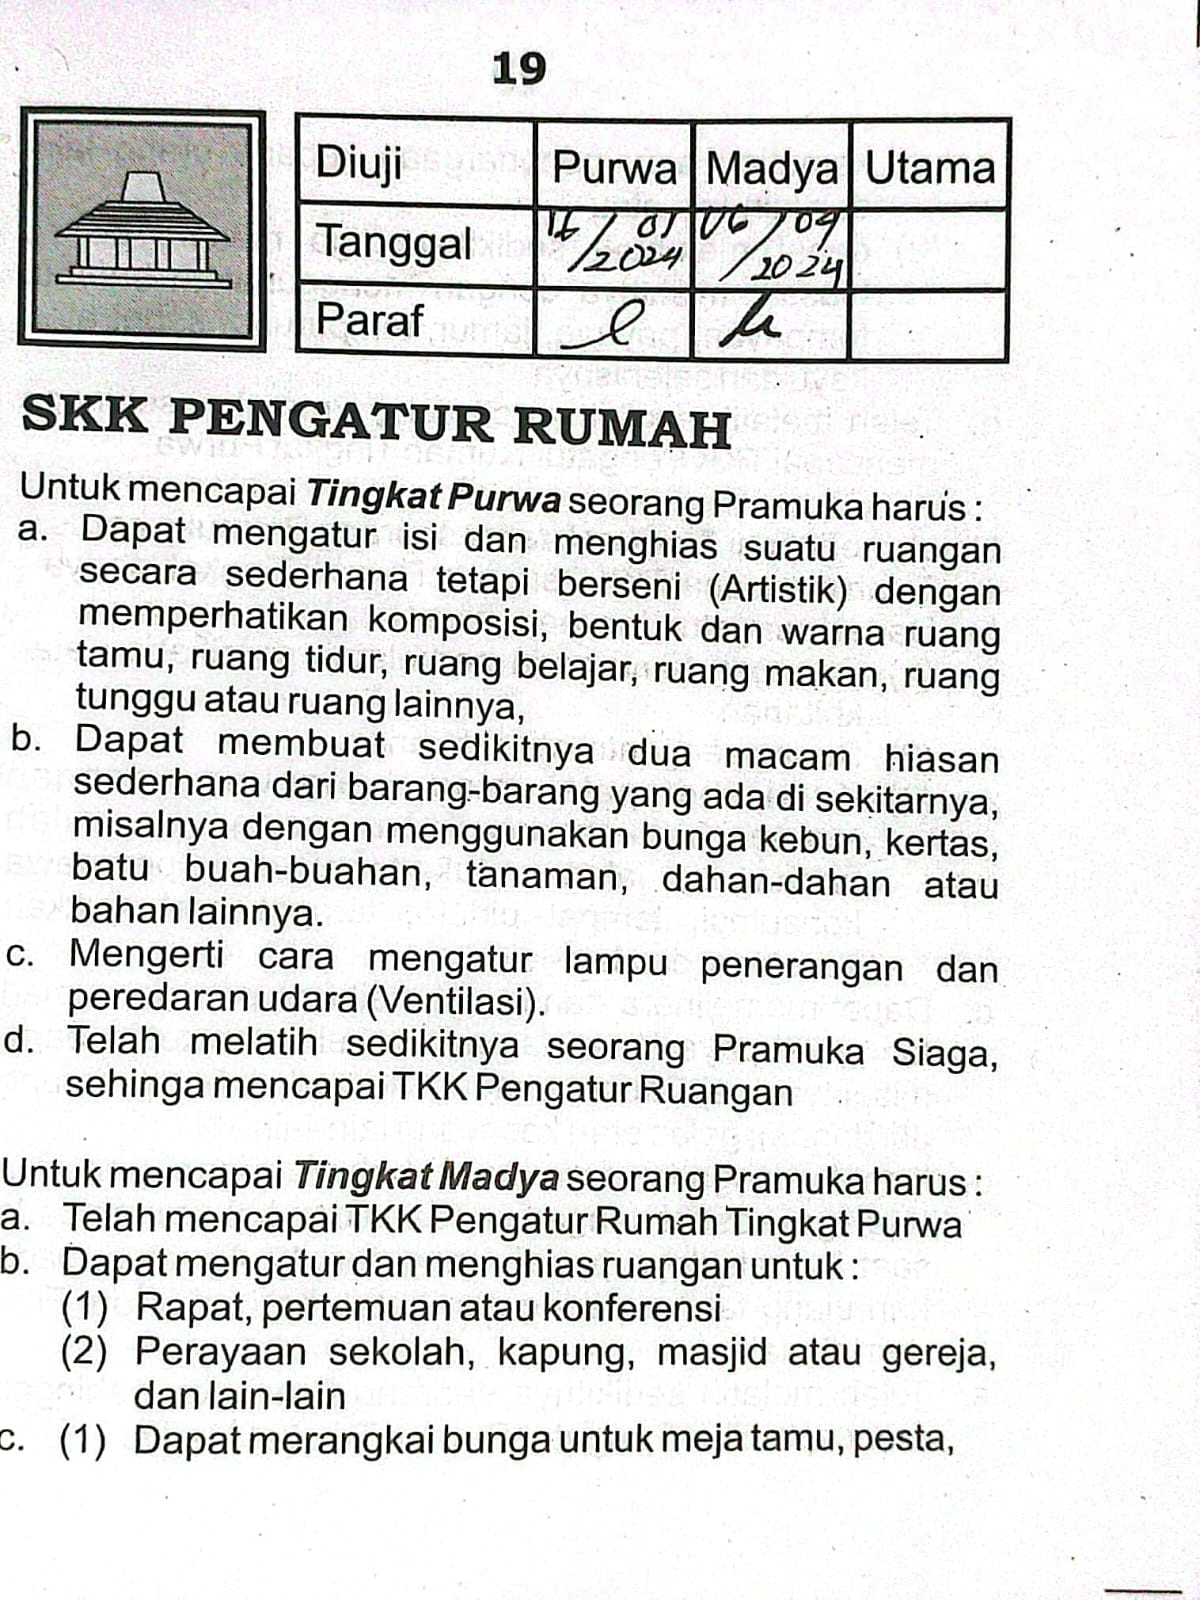 19
Diuji Purwa Madya Utama
Tanggal 16/01/2024 06/09/2024
Paraf
SKK PENGATUR RUMAH
Untuk mencapai Tingkat Purwa seorang Pramuka harus :
a. Dapat mengatur isi dan menghias suatu ruangan
secara sederhana tetapi berseni (Artistik) dengan
memperhatikan komposisi, bentuk dan warna ruang
tamu, ruang tidur, ruang belajar, ruang makan, ruang
tunggu atau ruang lainnya,
b. Dapat membuat sedikitnya dua macam hiasan
sederhana dari barang-barang yang ada di sekitarnya,
misalnya dengan menggunakan bunga kebun, kertas,
batu buah-buahan, tanaman, dahan-dahan atau
bahan lainnya.
c. Mengerti cara mengatur lampu penerangan dan
peredaran udara (Ventilasi).
d. Telah melatih sedikitnya seorang Pramuka Siaga,
sehinga mencapai TKK Pengatur Ruangan
Untuk mencapai Tingkat Madya seorang Pramuka harus :
a. Telah mencapai TKK Pengatur Rumah Tingkat Purwa
b. Dapat mengatur dan menghias ruangan untuk :
(1) Rapat, pertemuan atau konferensi
(2) Perayaan sekolah, kapung, masjid atau gereja,
dan lain-lain
c. (1) Dapat merangkai bunga untuk meja tamu, pesta,